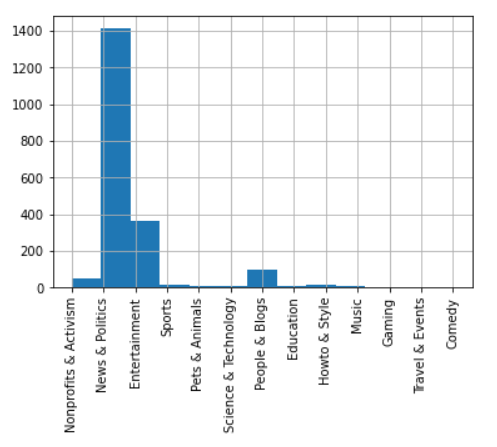 1400
1200
1000
800
600
400
200
0
Nonprofits & Activism
News & Politics
Entertainment
Sports
Pets & Animals
Science & Technology
People & Blogs
Education
Howto & Style
Music
Gaming
Travel & Events
Comedy